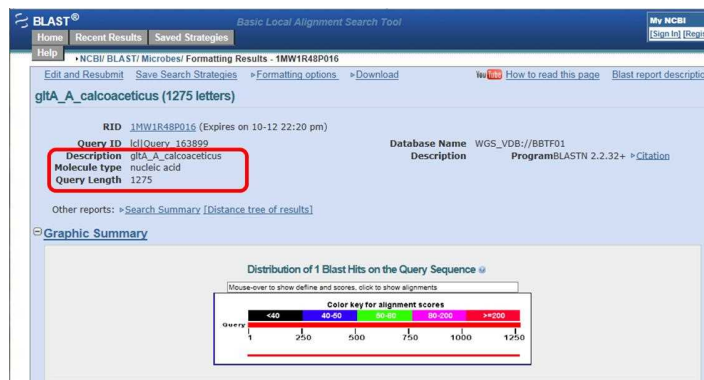 BLAST® Basic Local Alignment Search Tool
My NCBI
Home Recent Results Saved Strategies
[Sign In]
Help
NCBI/ BLAST/ Microbes/ Formatting Results - 1MW1R48P016
Edit and Resubmit Save Search Strategies Formatting options Download You Tube How to read this page Blast report
gltA_A_calcoaceticus (1275 letters)
RID 1MW1R48P016 (Expires on 10-12 22:20 pm)
Query ID lcl|Query_163899 Database Name WGS_VDB://BBTF01
Description gltA_A_calcoaceticus Description ProgramBLASTN 2.2.32+ Citation
Molecule type nucleic acid
Query Length 1275
Other reports: Search Summary [Distance tree of results]
Graphic Summary
Distribution of 1 Blast Hits on the Query Sequence
Mouse-over to show define and scores, click to show alignments
Color key for alignment scores
<40 40-50 50-80 80-200 >=200
Query
1 250 500 750 1000 1250